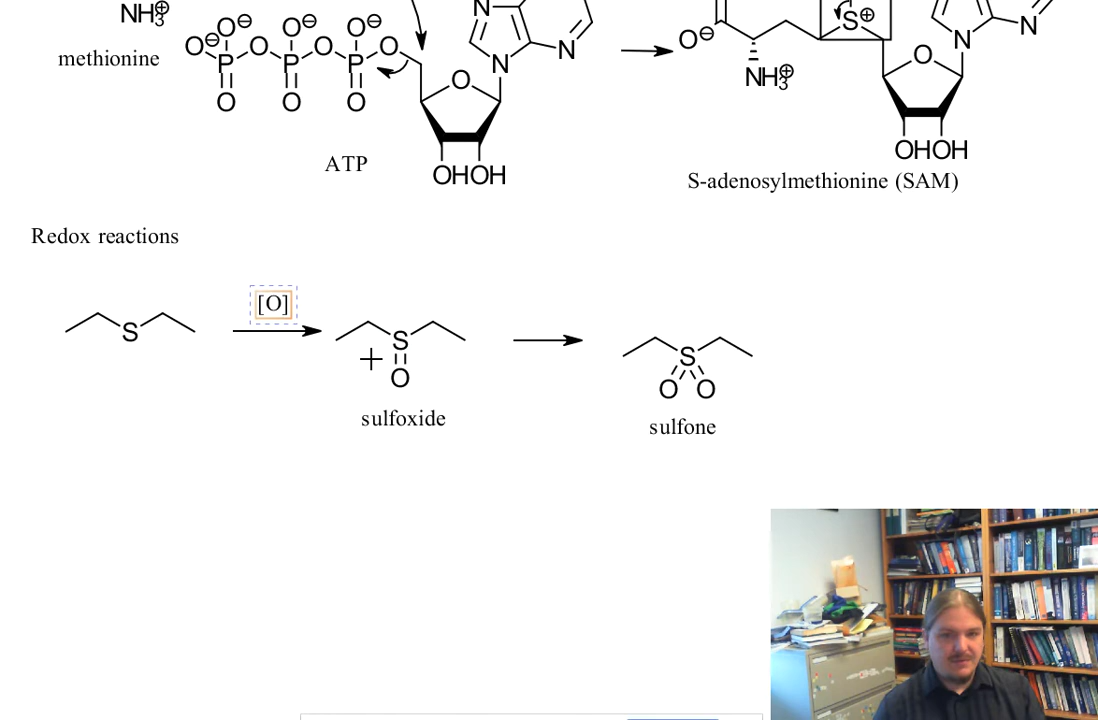 NH3⊕
methionine
O⊖ O⊖ O⊖
O⊖ P O P O P O
O O O
O
N
N
N
OHOH
ATP
O⊖
NH3⊕
S⊕
O
N
N
OHOH
S-adenosylmethionine (SAM)
Redox reactions
[O]
S
S
+
O
sulfoxide
S
O O
sulfone